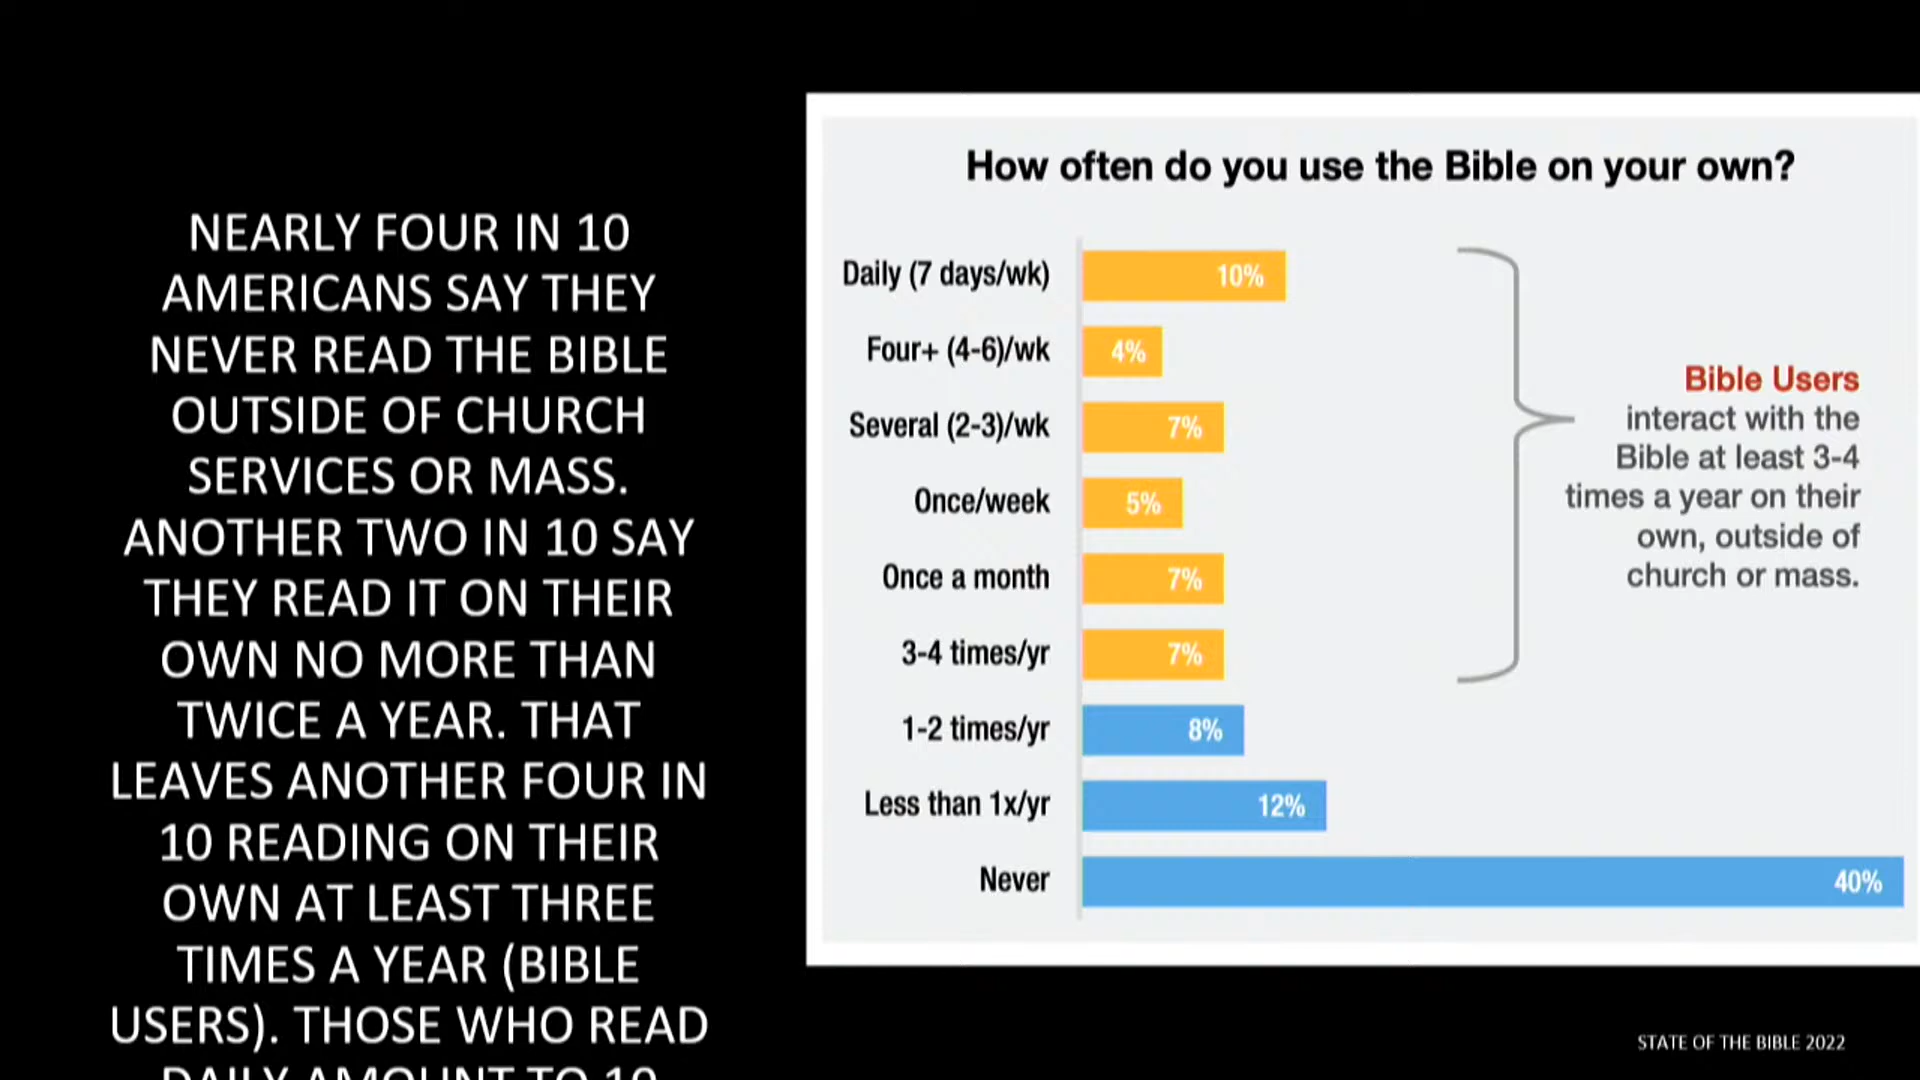 NEARLY FOUR IN 10
AMERICANS SAY THEY
NEVER READ THE BIBLE
OUTSIDE OF CHURCH
SERVICES OR MASS.
ANOTHER TWO IN 10 SAY
THEY READ IT ON THEIR
OWN NO MORE THAN
TWICE A YEAR. THAT
LEAVES ANOTHER FOUR IN
10 READING ON THEIR
OWN AT LEAST THREE
TIMES A YEAR (BIBLE
USERS). THOSE WHO READ
DAILY AMOUNT TO 10
How often do you use the Bible on your own?
Daily (7 days/wk) 10%
Four+ (4-6)/wk 4%
Several (2-3)/wk 7%
Once/week 5%
Once a month 7%
3-4 times/yr 7%
1-2 times/yr 8%
Less than 1x/yr 12%
Never 40%
Bible Users
interact with the
Bible at least 3-4
times a year on their
own, outside of
church or mass.
STATE OF THE BIBLE 2022